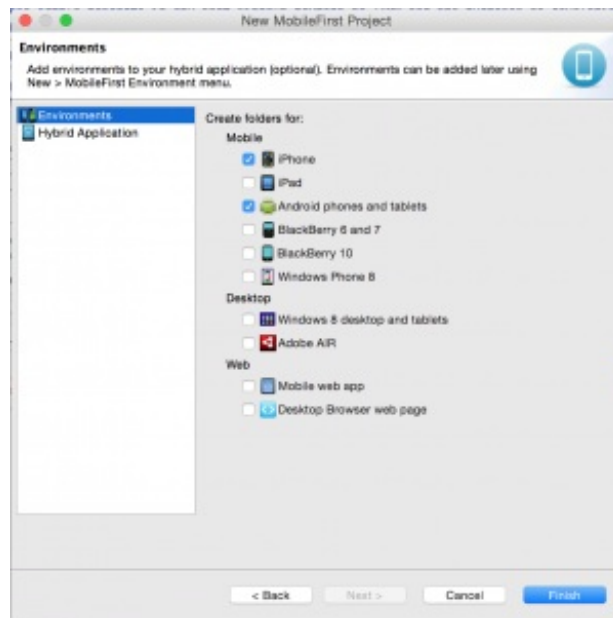 New MobileFirst Project
Environments
Add environments to your hybrid application (optional). Environments can be added later using
New > MobileFirst Environment menu.
Environments
Hybrid Application
Create folders for:
Mobile
iPhone
iPad
Android phones and tablets
BlackBerry 6 and 7
BlackBerry 10
Windows Phone 8
Desktop
Windows 8 desktop and tablets
Adobe AIR
Web
Mobile web app
Desktop Browser web page
< Back Next > Cancel Finish